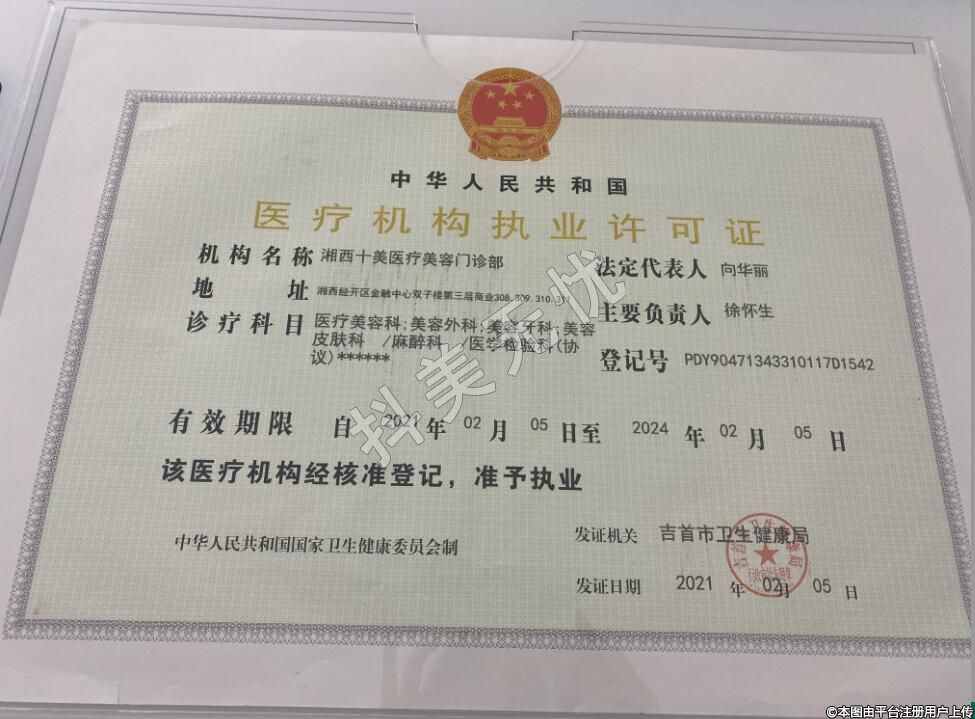 中华人民共和国
医疗机构执业许可证
机构名称 湘西十美医疗美容门诊部
法定代表人 向华丽
地址 湘西经开区金融中心双子楼第三层商业308.309.310.311
主要负责人 徐怀生
诊疗科目 医疗美容科;美容外科;美容牙科;美容
皮肤科 /麻醉科 /医学检验科(协
议)******
登记号 PDY90471343310117D1542
有效期限 自 2021 年 02 月 05 日至 2024 年 02 月 05 日
该医疗机构经核准登记，准予执业
中华人民共和国国家卫生健康委员会制
发证机关 吉首市卫生健康局
发证日期 2021 年 02 月 05 日
吉首市卫生健康局
抖美无忧
©本图由平台注册用户上传